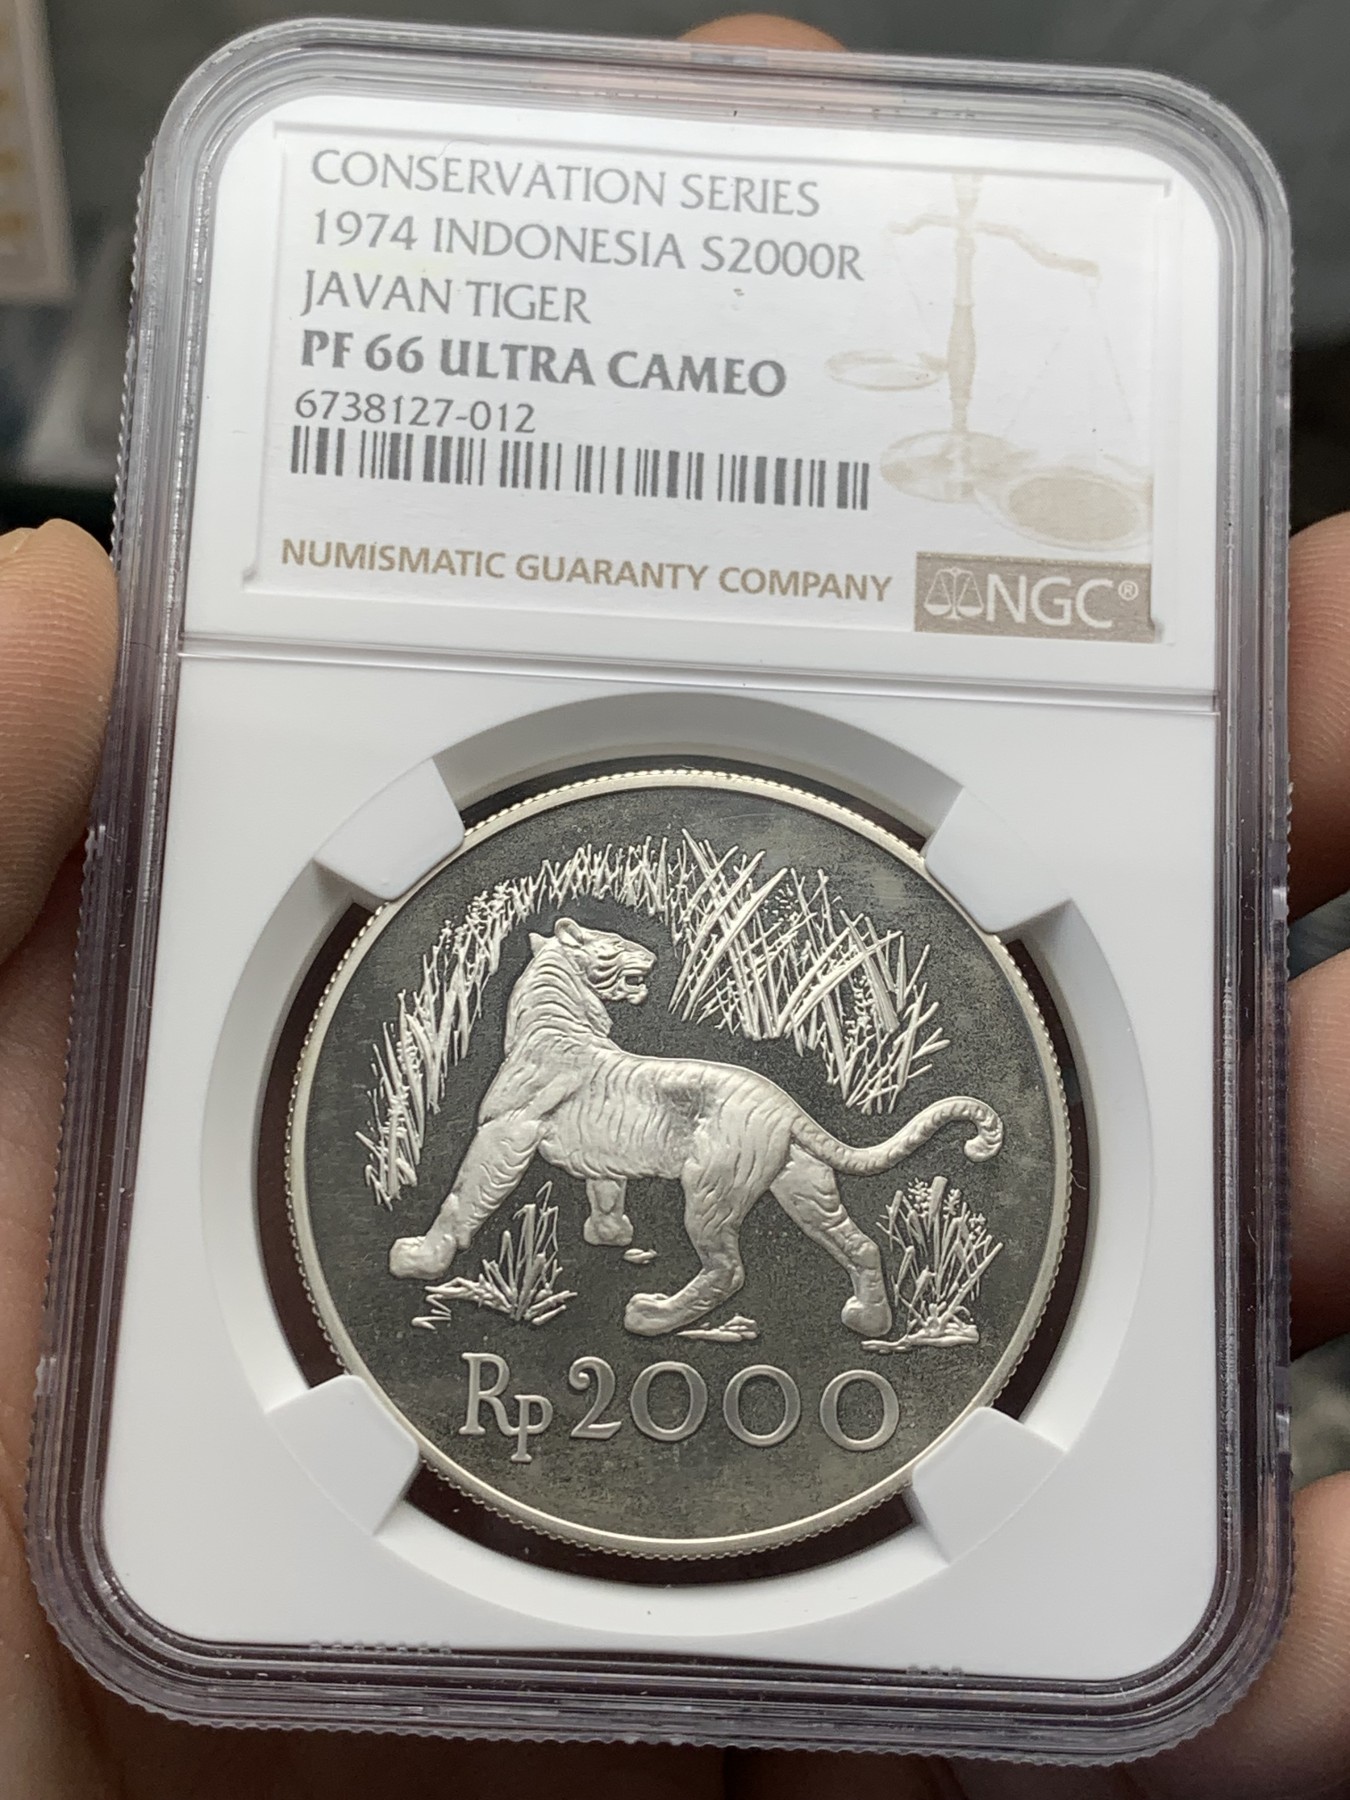 CONSERVATION SERIES
1974 INDONESIA S2000R
JAVAN TIGER
PF 66 ULTRA CAMEO
6738127-012
NUMISMATIC GUARANTY COMPANY
NGC®
Rp 2000